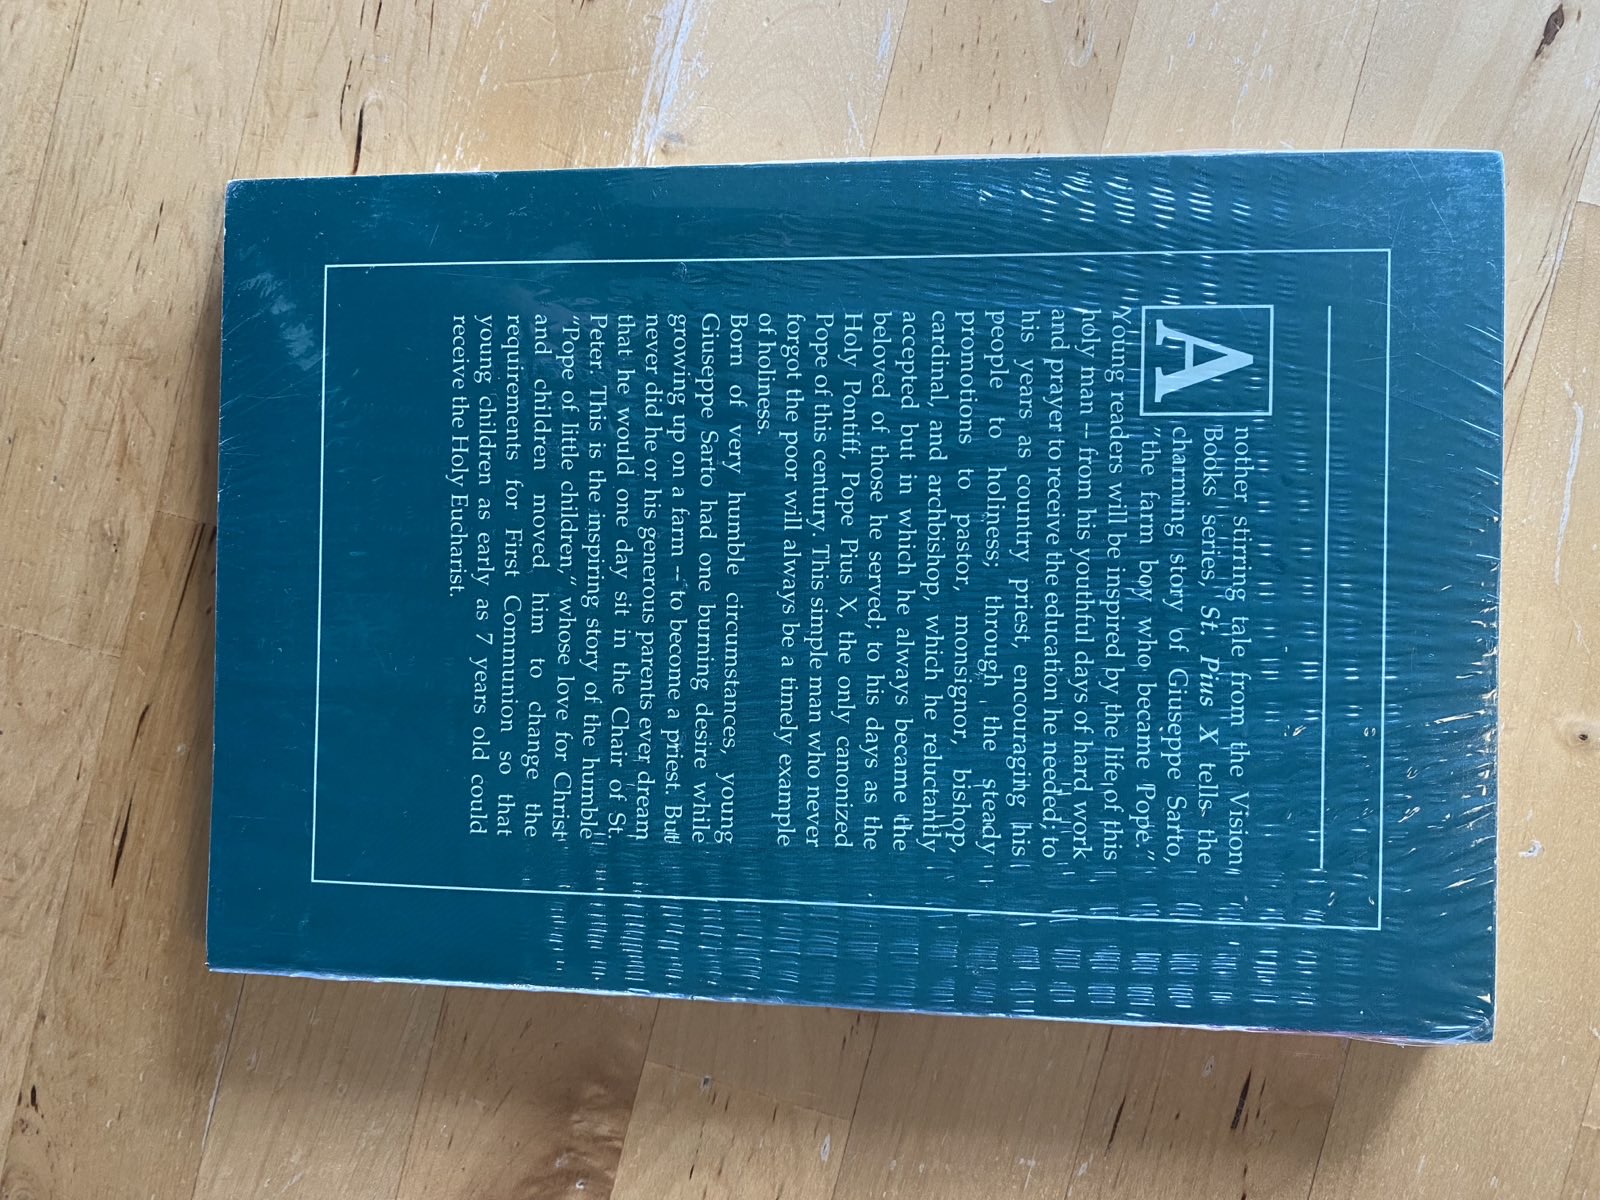 Another stirring tale from the Vision
Books series, St. Pius X tells the
charming story of Giuseppe Sarto,
"the farm boy who became Pope."
Young readers will be inspired by the life of this
holy man -- from his youthful days of hard work
and prayer to receive the education he needed; to
his years as country priest, encouraging his
people to holiness; through the steady
promotions to pastor, monsignor, bishop,
cardinal, and archbishop, which he reluctantly
accepted but in which he always became the
beloved of those he served; to his days as the
Holy Pontiff, Pope Pius X, the only canonized
Pope of this century. This simple man who never
forgot the poor will always be a timely example
of holiness.
Born of very humble circumstances, young
Giuseppe Sarto had one burning desire while
growing up on a farm -- to become a priest. But
never did he or his generous parents ever dream
that he would one day sit in the Chair of St.
Peter. This is the inspiring story of the humble
"Pope of little children," whose love for Christ
and children moved him to change the
requirements for First Communion so that
young children as early as 7 years old could
receive the Holy Eucharist.